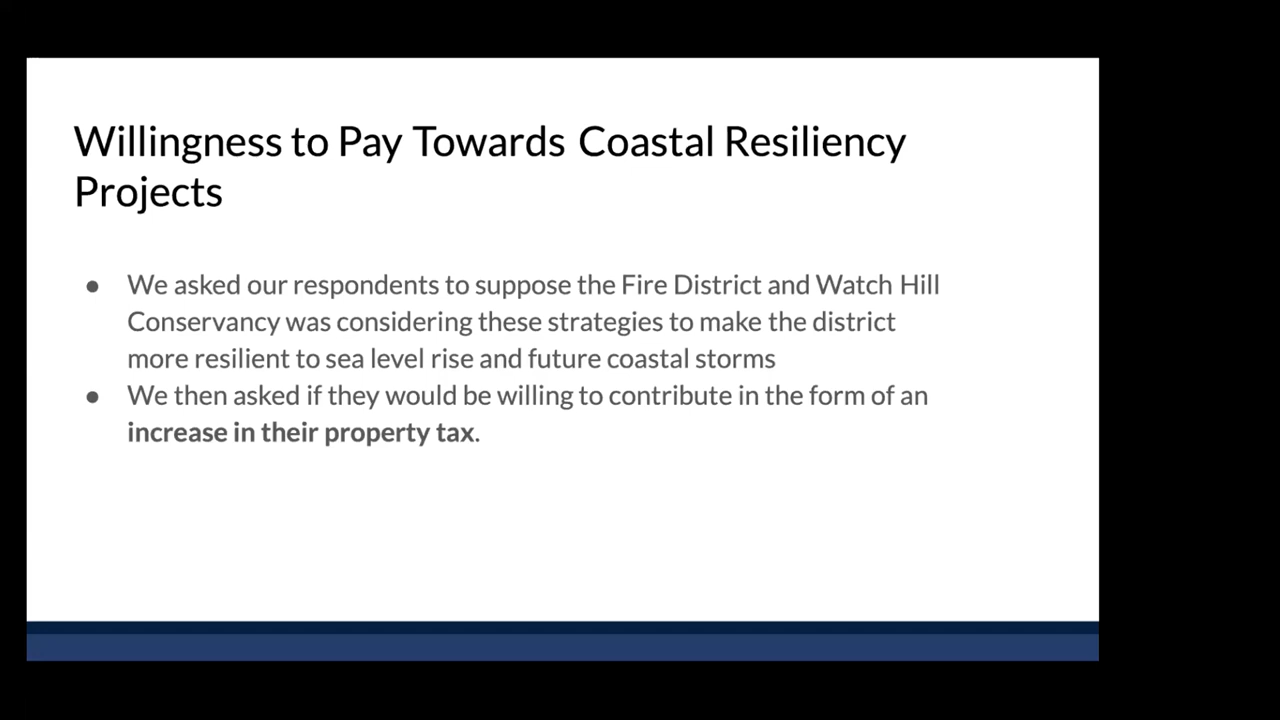 Willingness to Pay Towards Coastal Resiliency
Projects
● We asked our respondents to suppose the Fire District and Watch Hill
Conservancy was considering these strategies to make the district
more resilient to sea level rise and future coastal storms
● We then asked if they would be willing to contribute in the form of an
increase in their property tax.